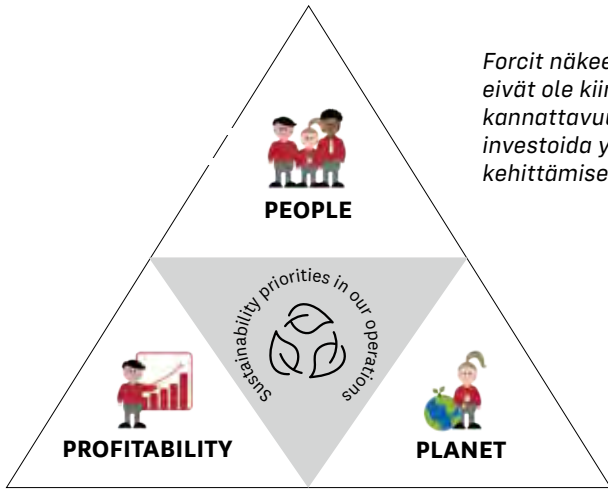 Forcit näkee
eivät ole kiin
kannattavuu
investoida y
kehittämise
PEOPLE
Sustainability priorities in our operations
PROFITABILITY
PLANET